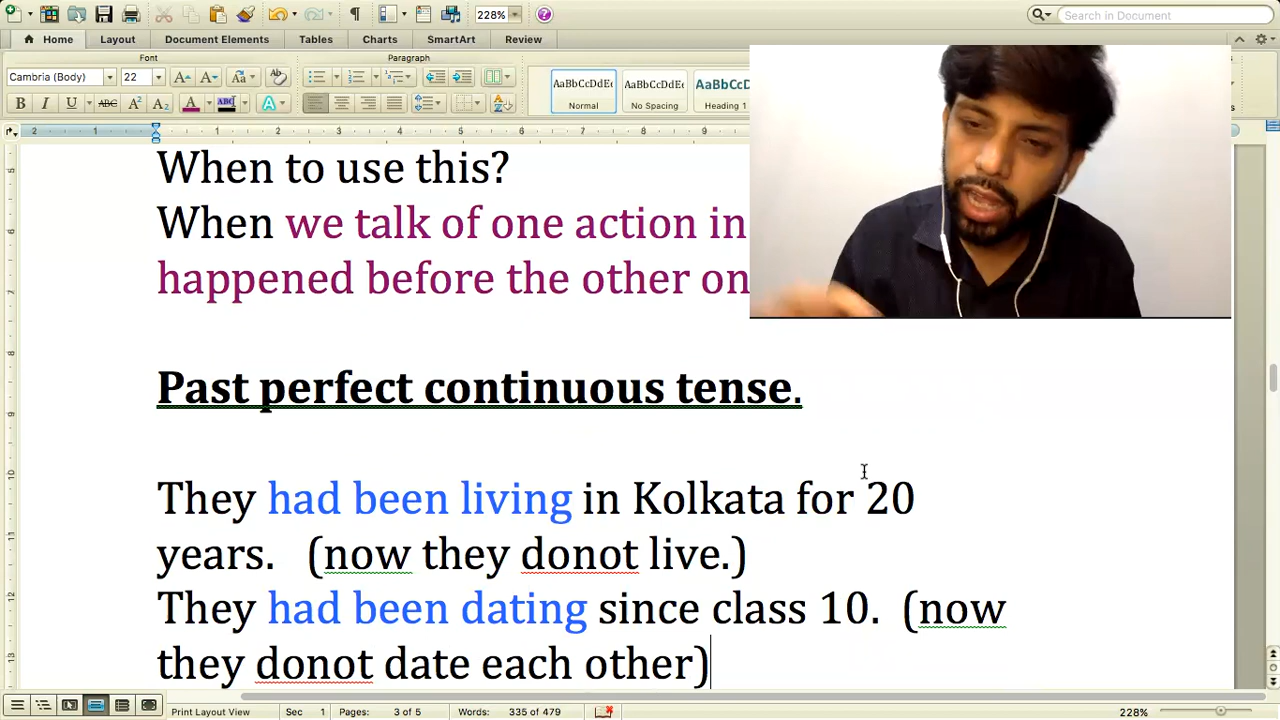 228%
Search in Document
Home Layout Document Elements Tables Charts SmartArt Review
Font Paragraph
Cambria (Body) 22
AaBbCcDdEe AaBbCcDdEe
Normal No Spacing Heading 1
When to use this?
When we talk of one action in
happened before the other on
Past perfect continuous tense.
They had been living in Kolkata for 20
years. (now they donot live.)
They had been dating since class 10. (now
they donot date each other)
Print Layout View Sec 1 Pages: 3 of 5 Words: 335 of 479 228%